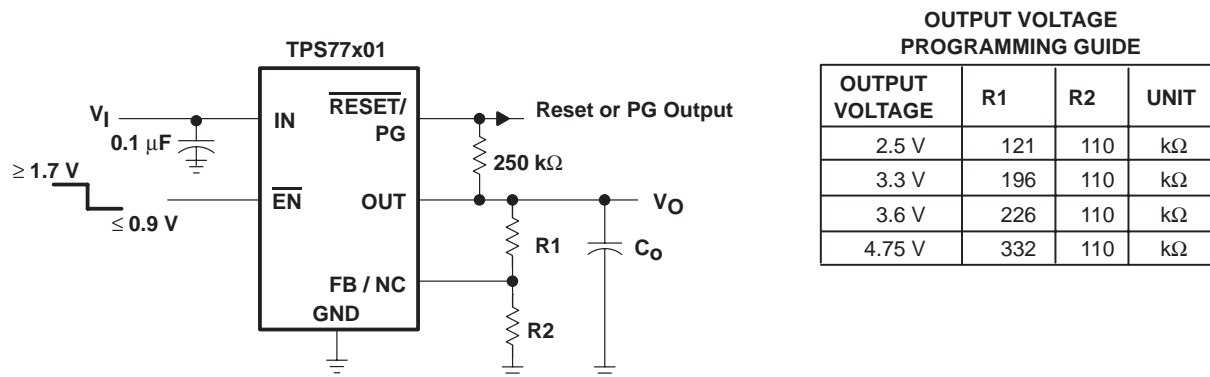 TPS77x01
V_I
0.1 μF
≥ 1.7 V
≤ 0.9 V
IN
EN
RESET/
PG
OUT
FB / NC
GND
Reset or PG Output
250 kΩ
V_O
R1
C_o
R2
OUTPUT VOLTAGE
PROGRAMMING GUIDE
OUTPUT VOLTAGE R1 R2 UNIT
2.5 V 121 110 kΩ
3.3 V 196 110 kΩ
3.6 V 226 110 kΩ
4.75 V 332 110 kΩ